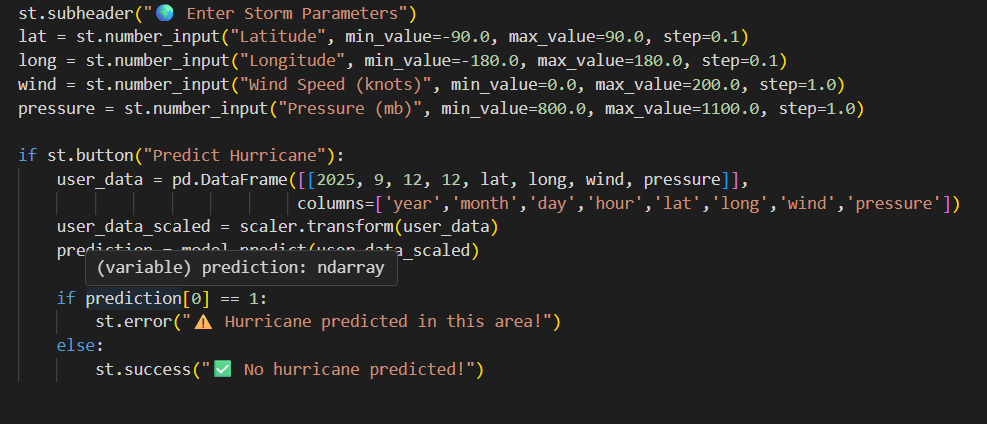 st.subheader("🌍 Enter Storm Parameters")
lat = st.number_input("Latitude", min_value=-90.0, max_value=90.0, step=0.1)
long = st.number_input("Longitude", min_value=-180.0, max_value=180.0, step=0.1)
wind = st.number_input("Wind Speed (knots)", min_value=0.0, max_value=200.0, step=1.0)
pressure = st.number_input("Pressure (mb)", min_value=800.0, max_value=1100.0, step=1.0)
if st.button("Predict Hurricane"):
user_data = pd.DataFrame([[2025, 9, 12, 12, lat, long, wind, pressure]],
columns=['year','month','day','hour','lat','long','wind','pressure'])
user_data_scaled = scaler.transform(user_data)
prediction = model.predict(user_data_scaled)
(variable) prediction: ndarray
if prediction[0] == 1:
st.error("⚠️ Hurricane predicted in this area!")
else:
st.success("✅ No hurricane predicted!")